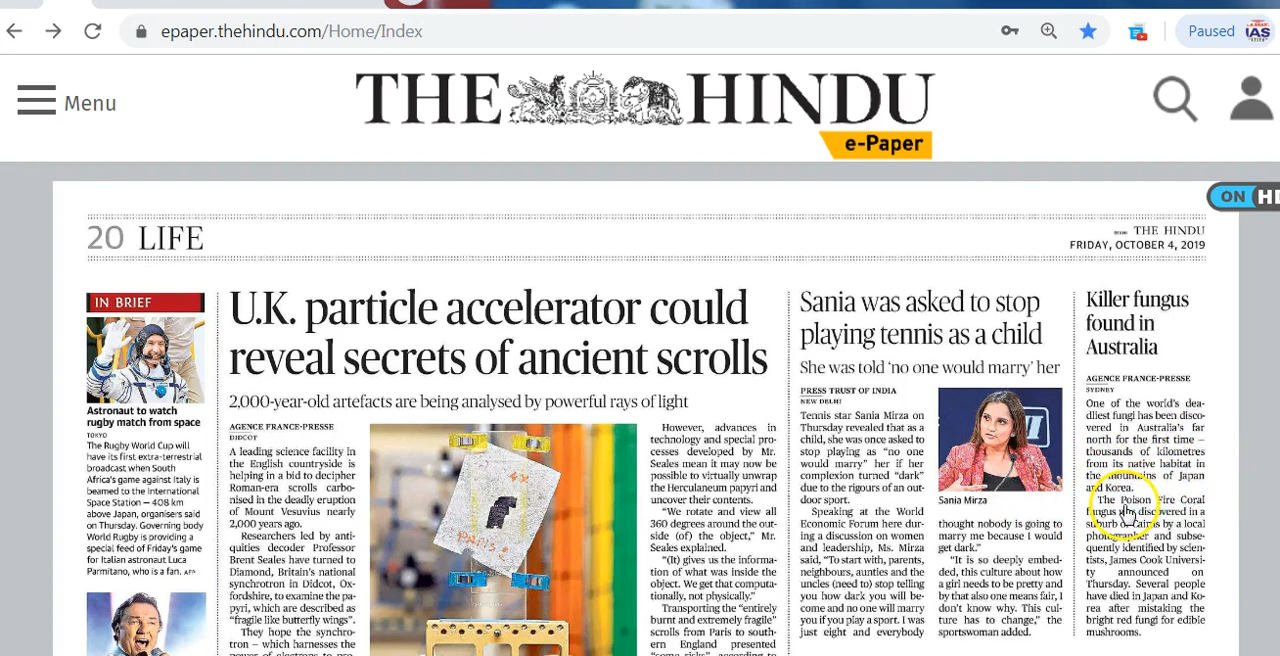 epaper.thehindu.com/Home/Index
Paused
IAS
Menu
THE HINDU
e-Paper
ON HD
20 LIFE
THE HINDU
FRIDAY, OCTOBER 4, 2019
IN BRIEF
Astronaut to watch
rugby match from space
TOKYO
The Rugby World Cup will
have its first extra-terrestrial
broadcast when South
Africa's game against Italy is
beamed to the International
Space Station — 408 km
above Japan, organisers said
on Thursday. Governing body
World Rugby is providing a
special feed of Friday's game
for Italian astronaut Luca
Parmitano, who is a fan. AFP
U.K. particle accelerator could
reveal secrets of ancient scrolls
2,000-year-old artefacts are being analysed by powerful rays of light
AGENCE FRANCE-PRESSE
DIDCOT
A leading science facility in
the English countryside is
helping in a bid to decipher
Roman-era scrolls carbo-
nised in the deadly eruption
of Mount Vesuvius nearly
2,000 years ago.
Researchers led by anti-
quities decoder Professor
Brent Seales have turned to
Diamond, Britain's national
synchrotron in Didcot, Ox-
fordshire, to examine the pa-
pyri, which are described as
"fragile like butterfly wings".
They hope the synchro-
tron — which harnesses the
power of electrons to pro-
However, advances in
technology and special pro-
cesses developed by Mr.
Seales mean it may now be
possible to virtually unwrap
the Herculaneum papyri and
uncover their contents.
"We rotate and view all
360 degrees around the out-
side (of) the object," Mr.
Seales explained.
"(It) gives us the informa-
tion of what was inside the
object. We get that computa-
tionally, not physically."
Transporting the "entirely
burnt and extremely fragile"
scrolls from Paris to south-
ern England presented
"some risks", according to
Sania was asked to stop
playing tennis as a child
She was told 'no one would marry' her
PRESS TRUST OF INDIA
NEW DELHI
Tennis star Sania Mirza on
Thursday revealed that as a
child, she was once asked to
stop playing as "no one
would marry" her if her
complexion turned "dark"
due to the rigours of an out-
door sport.
Speaking at the World
Economic Forum here dur-
ing a discussion on women
and leadership, Ms. Mirza
said, "To start with, parents,
neighbours, aunties and the
uncles (need to) stop telling
you how dark you will be-
come and no one will marry
you if you play a sport. I was
just eight and everybody
Sania Mirza
thought nobody is going to
marry me because I would
get dark."
"It is so deeply embed-
ded, this culture about how
a girl needs to be pretty and
by that also one means fair, I
don't know why. This cul-
ture has to change," the
sportswoman added.
Killer fungus
found in
Australia
AGENCE FRANCE-PRESSE
SYDNEY
One of the world's dea-
dliest fungi has been disco-
vered in Australia's far
north for the first time —
thousands of kilometres
from its native habitat in
the mountains of Japan
and Korea.
The Poison Fire Coral
fungus was discovered in a
suburb of Cairns by a local
photographer and subse-
quently identified by scien-
tists, James Cook Universi-
ty announced on
Thursday. Several people
have died in Japan and Ko-
rea after mistaking the
bright red fungi for edible
mushrooms.